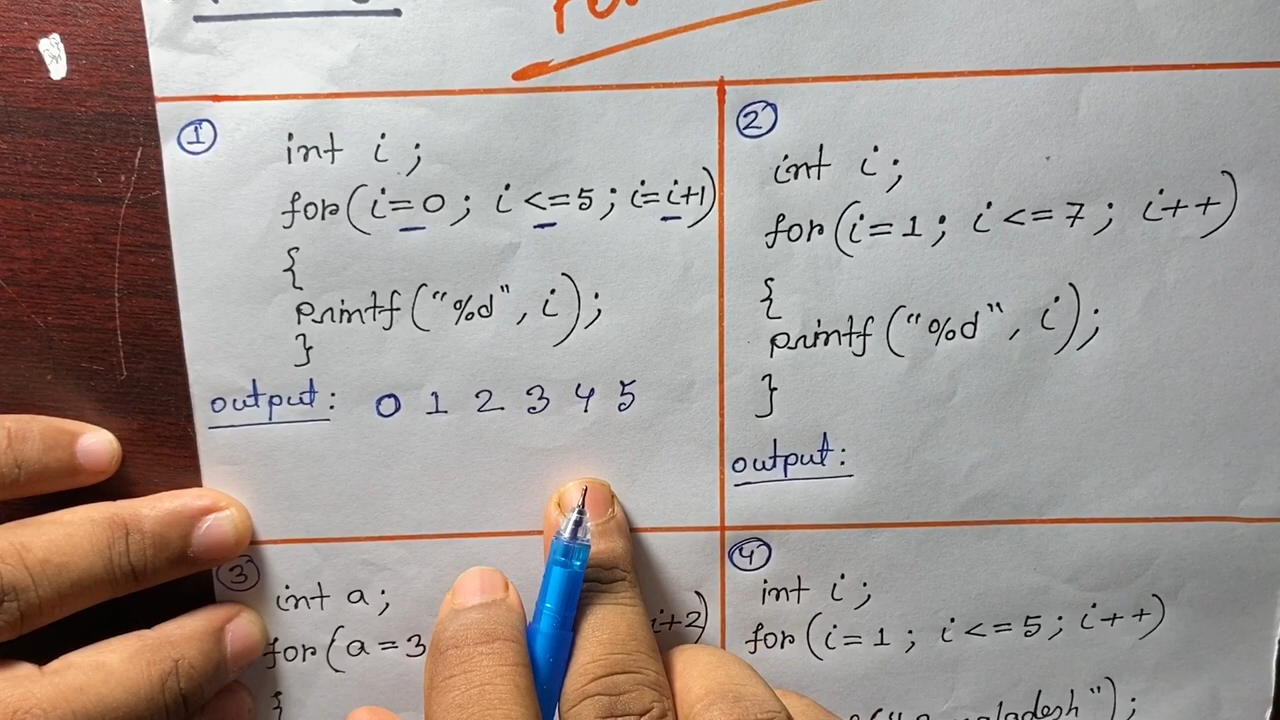 ①
int i ;
for(i=0 ; i <=5 ; i=i+1)
{
printf("%d", i);
}
output: 0 1 2 3 4 5
②
int i;
for(i=1; i <=7 ; i++)
{
printf("%d", i);
}
output:
③
int a;
for(a=3 i+2)
{
④
int i ;
for(i=1 ; i<=5 ; i++)